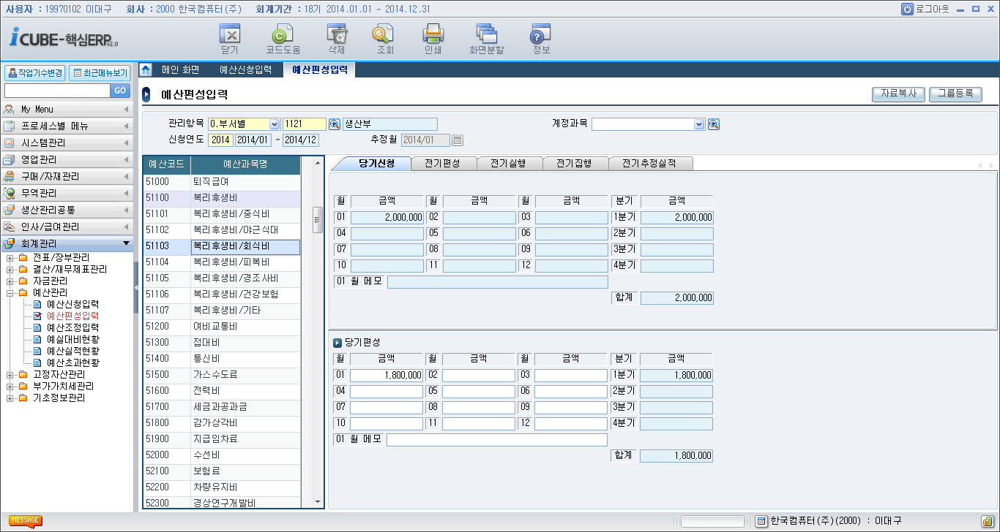 사용자 : 19970102 이대구 회사 : 2000 한국컴퓨터(주) 회계기간 : 18기 2014.01.01 ~ 2014.12.31 로그아웃
iCUBE-핵심ERP v2.0
닫기 코드도움 삭제 조회 인쇄 화면분할 정보
작업기수변경 최근메뉴보기
GO
My Menu
프로세스별 메뉴
시스템관리
영업관리
구매/자재관리
무역관리
생산관리공통
인사/급여관리
회계관리
전표/장부관리
결산/재무제표관리
자금관리
예산관리
예산신청입력
예산편성입력
예산조정입력
예실대비현황
예산실적현황
예산초과현황
고정자산관리
부가가치세관리
기초정보관리
메인 화면 예산신청입력 예산편성입력
예산편성입력
자료복사 그룹등록
관리항목 0.부서별 1121 생산부 계정과목
신청연도 2014 2014/01 ~ 2014/12 추정월 2014/01
예산코드 예산과목명
51000 퇴직급여
51100 복리후생비
51101 복리후생비/중식비
51102 복리후생비/야근식대
51103 복리후생비/회식비
51104 복리후생비/피복비
51105 복리후생비/경조사비
51106 복리후생비/건강보험
51107 복리후생비/기타
51200 여비교통비
51300 접대비
51400 통신비
51500 가스수도료
51600 전력비
51700 세금과공과금
51800 감가상각비
51900 지급임차료
52000 수선비
52100 보험료
52200 차량유지비
52300 경상연구개발비
당기신청 전기편성 전기실행 전기집행 전기추정실적
월 금액 월 금액 월 금액 분기 금액
01 2,000,000 02 03 1분기 2,000,000
04 05 06 2분기
07 08 09 3분기
10 11 12 4분기
01 월 메모
합계 2,000,000
당기편성
월 금액 월 금액 월 금액 분기 금액
01 1,800,000 02 03 1분기 1,800,000
04 05 06 2분기
07 08 09 3분기
10 11 12 4분기
01 월 메모
합계 1,800,000
MESSAGE
한국컴퓨터(주)(2000) : 이대구